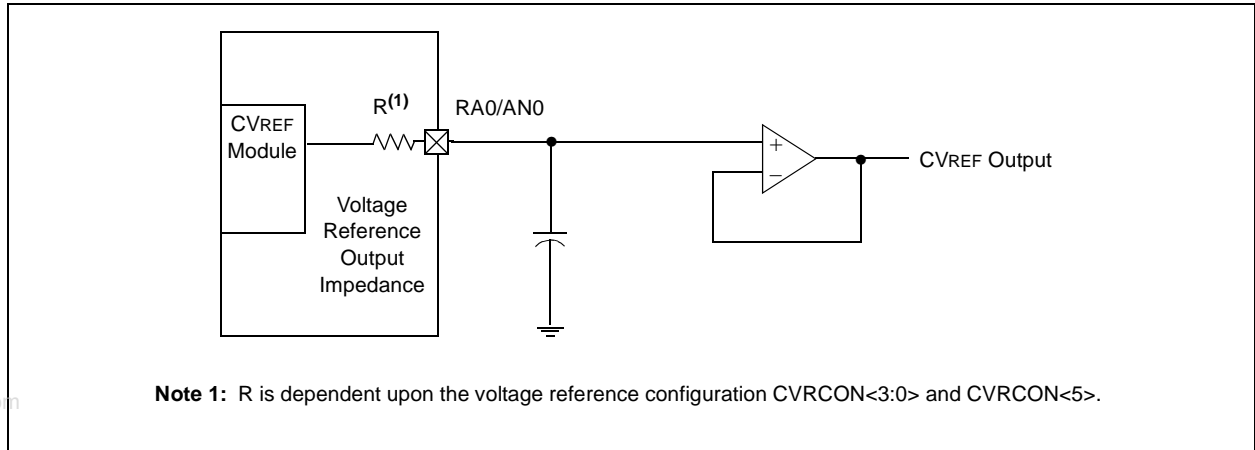 R(1)
RA0/AN0
CVREF
Module
+
–
CVREF Output
Voltage
Reference
Output
Impedance
Note 1: R is dependent upon the voltage reference configuration CVRCON<3:0> and CVRCON<5>.
om